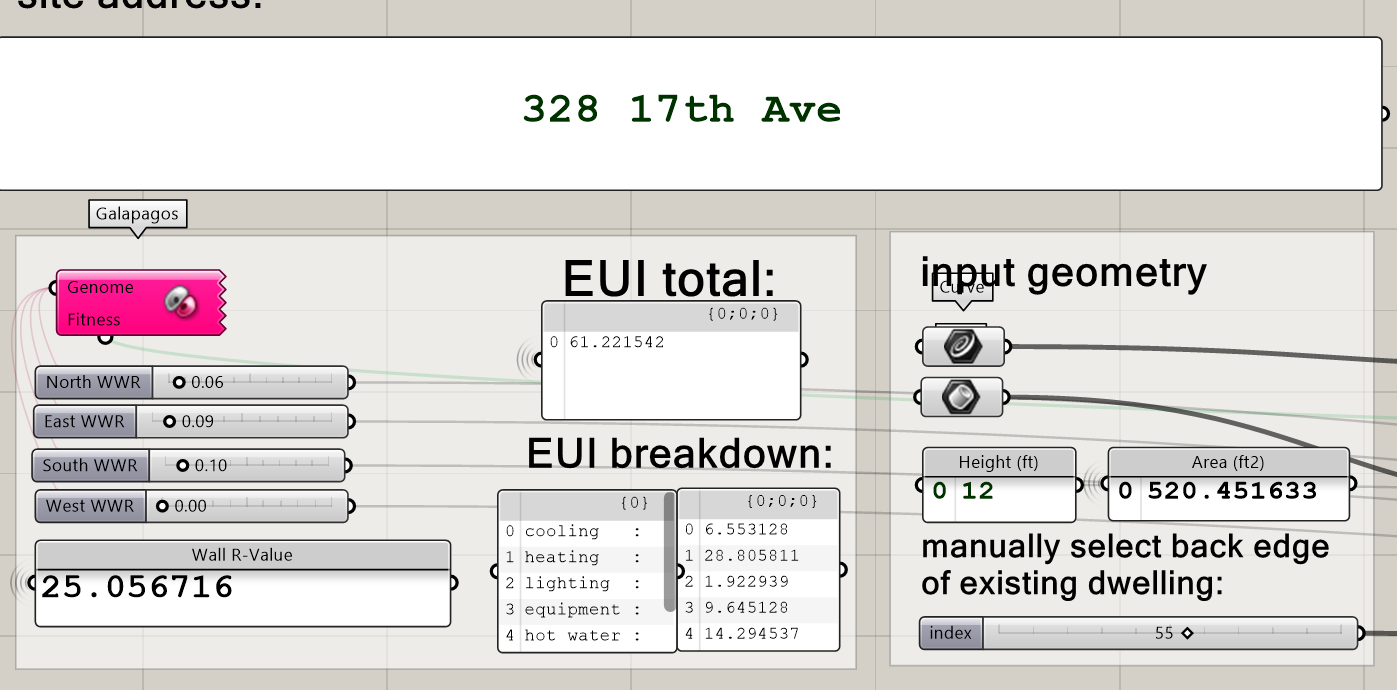 site address:
328 17th Ave
Galapagos
Genome
Fitness
North WWR 0.06
East WWR 0.09
South WWR 0.10
West WWR 0.00
Wall R-Value
25.056716
EUI total:
{0;0;0}
0 61.221542
EUI breakdown:
{0}
0 cooling :
1 heating :
2 lighting :
3 equipment :
4 hot water :
{0;0;0}
0 6.553128
1 28.805811
2 1.922939
3 9.645128
4 14.294537
input geometry
Curve
Height (ft)
0 12
Area (ft2)
0 520.451633
manually select back edge
of existing dwelling:
index 55